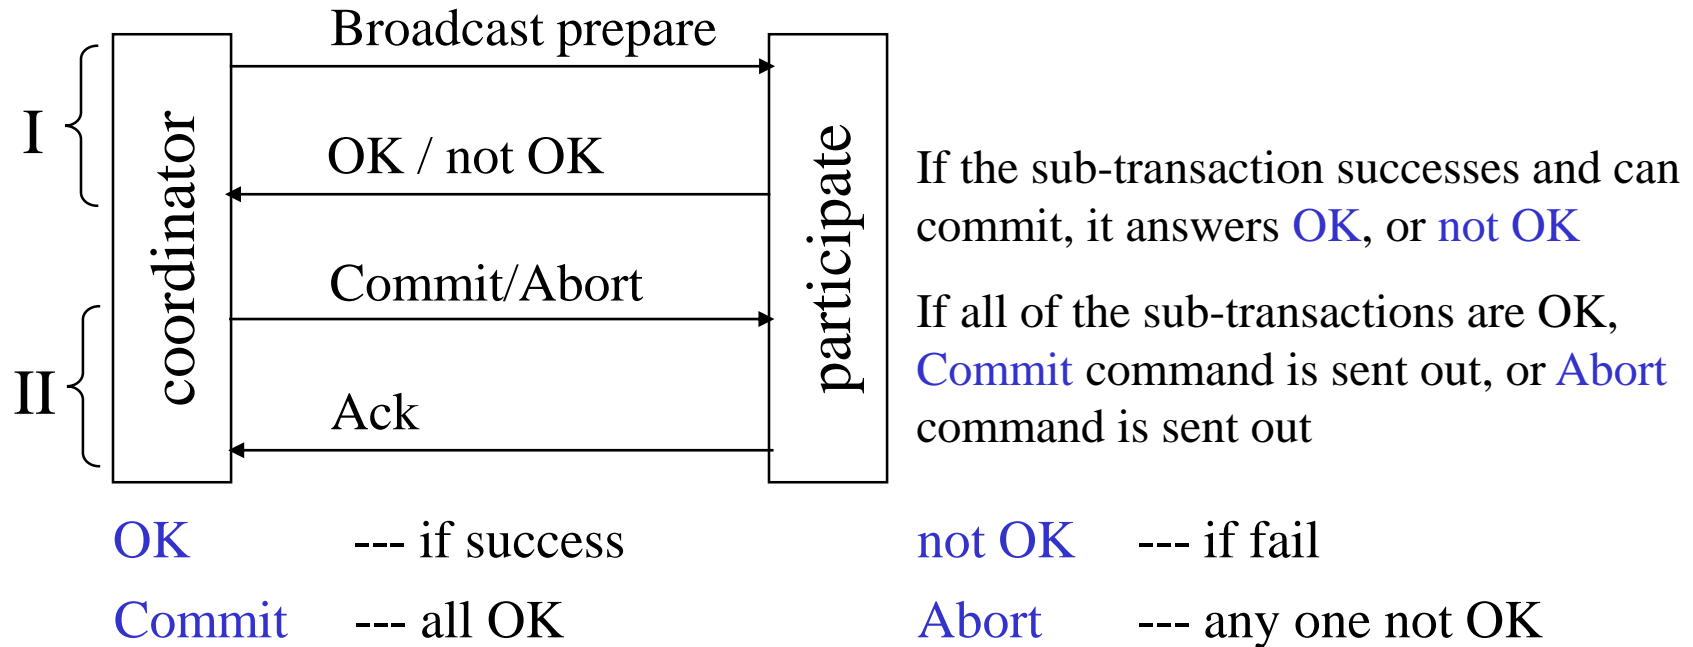 Broadcast prepare
I
coordinator
OK / not OK
participate
If the sub-transaction successes and can
commit, it answers OK, or not OK
Commit/Abort
If all of the sub-transactions are OK,
Commit command is sent out, or Abort
command is sent out
II
Ack
OK --- if success
not OK --- if fail
Commit --- all OK
Abort --- any one not OK